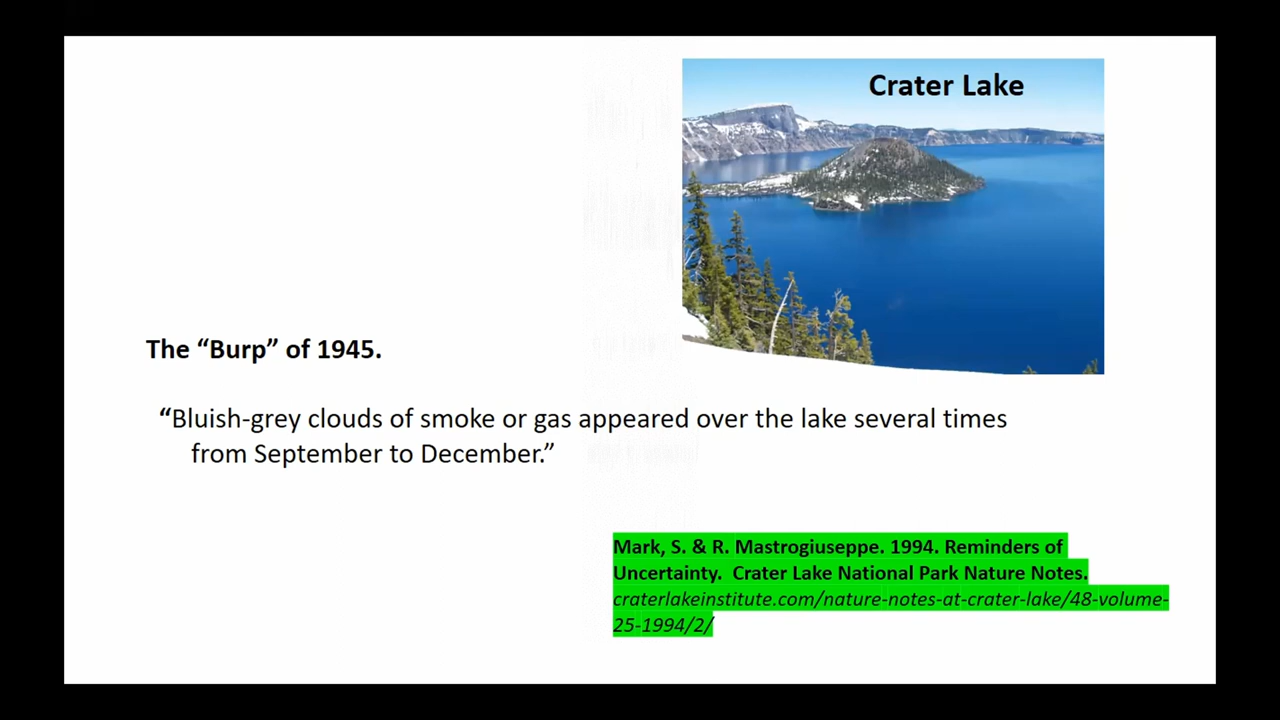 Crater Lake
The “Burp” of 1945.
“Bluish-grey clouds of smoke or gas appeared over the lake several times
from September to December.”
Mark, S. & R. Mastrogiuseppe. 1994. Reminders of
Uncertainty.  Crater Lake National Park Nature Notes.
craterlakeinstitute.com/nature-notes-at-crater-lake/48-volume-
25-1994/2/